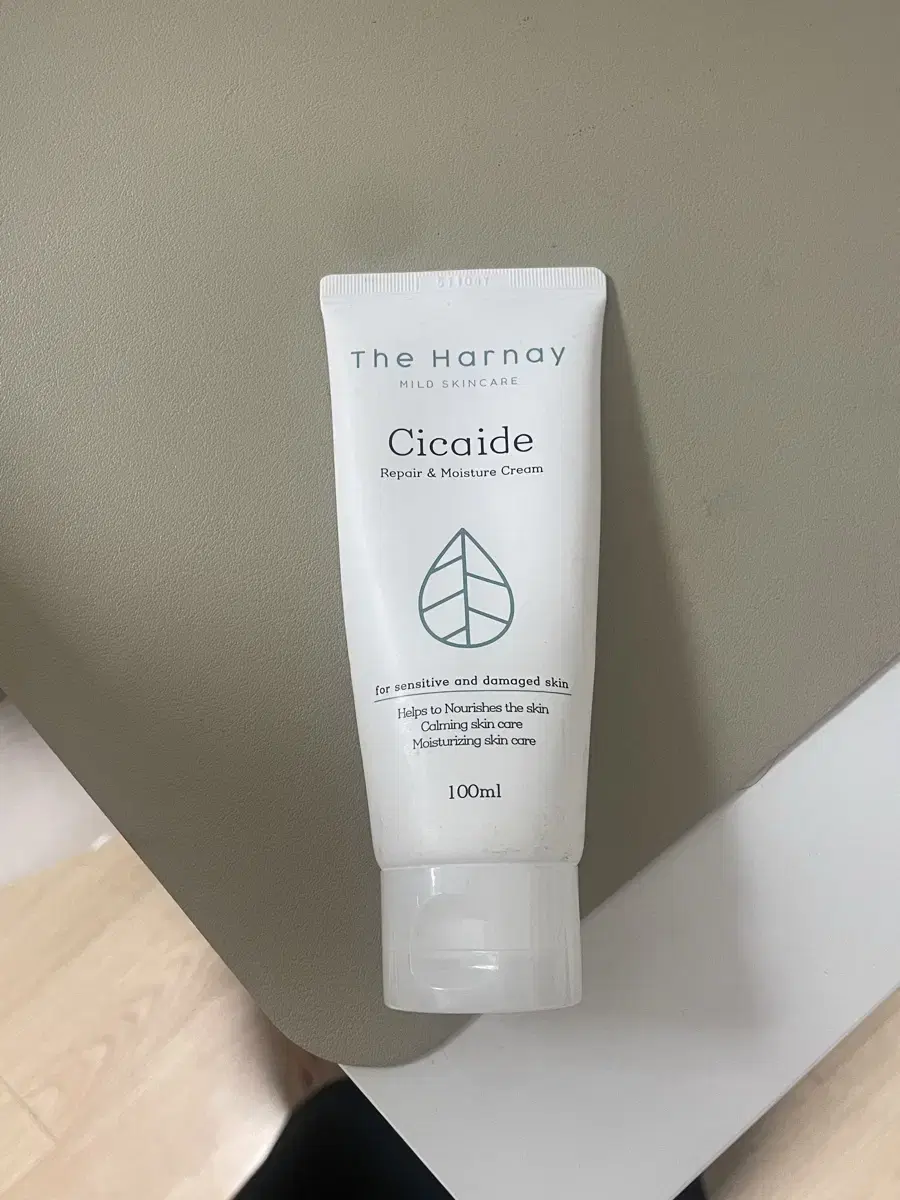 The Harnay
MILD SKINCARE
Cicaide
Repair & Moisture Cream
for sensitive and damaged skin
Helps to Nourishes the skin
Calming skin care
Moisturizing skin care
100ml